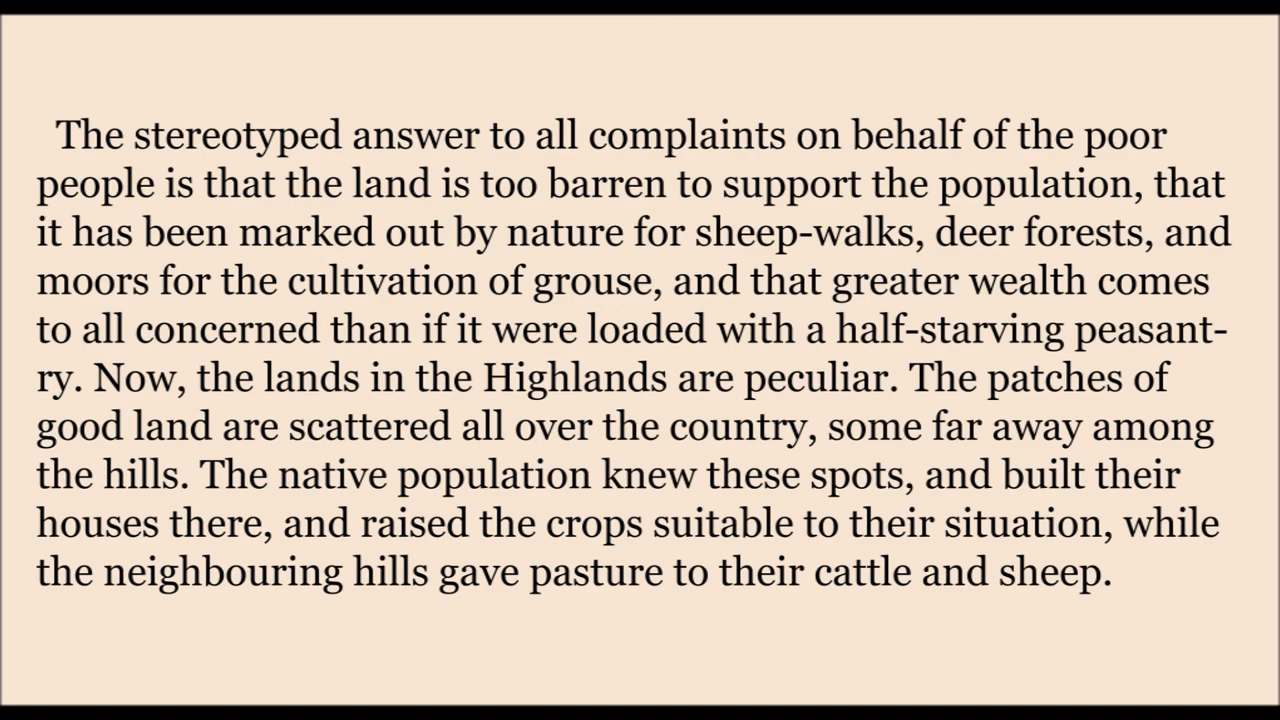 The stereotyped answer to all complaints on behalf of the poor
people is that the land is too barren to support the population, that
it has been marked out by nature for sheep-walks, deer forests, and
moors for the cultivation of grouse, and that greater wealth comes
to all concerned than if it were loaded with a half-starving peasant-
ry. Now, the lands in the Highlands are peculiar. The patches of
good land are scattered all over the country, some far away among
the hills. The native population knew these spots, and built their
houses there, and raised the crops suitable to their situation, while
the neighbouring hills gave pasture to their cattle and sheep.